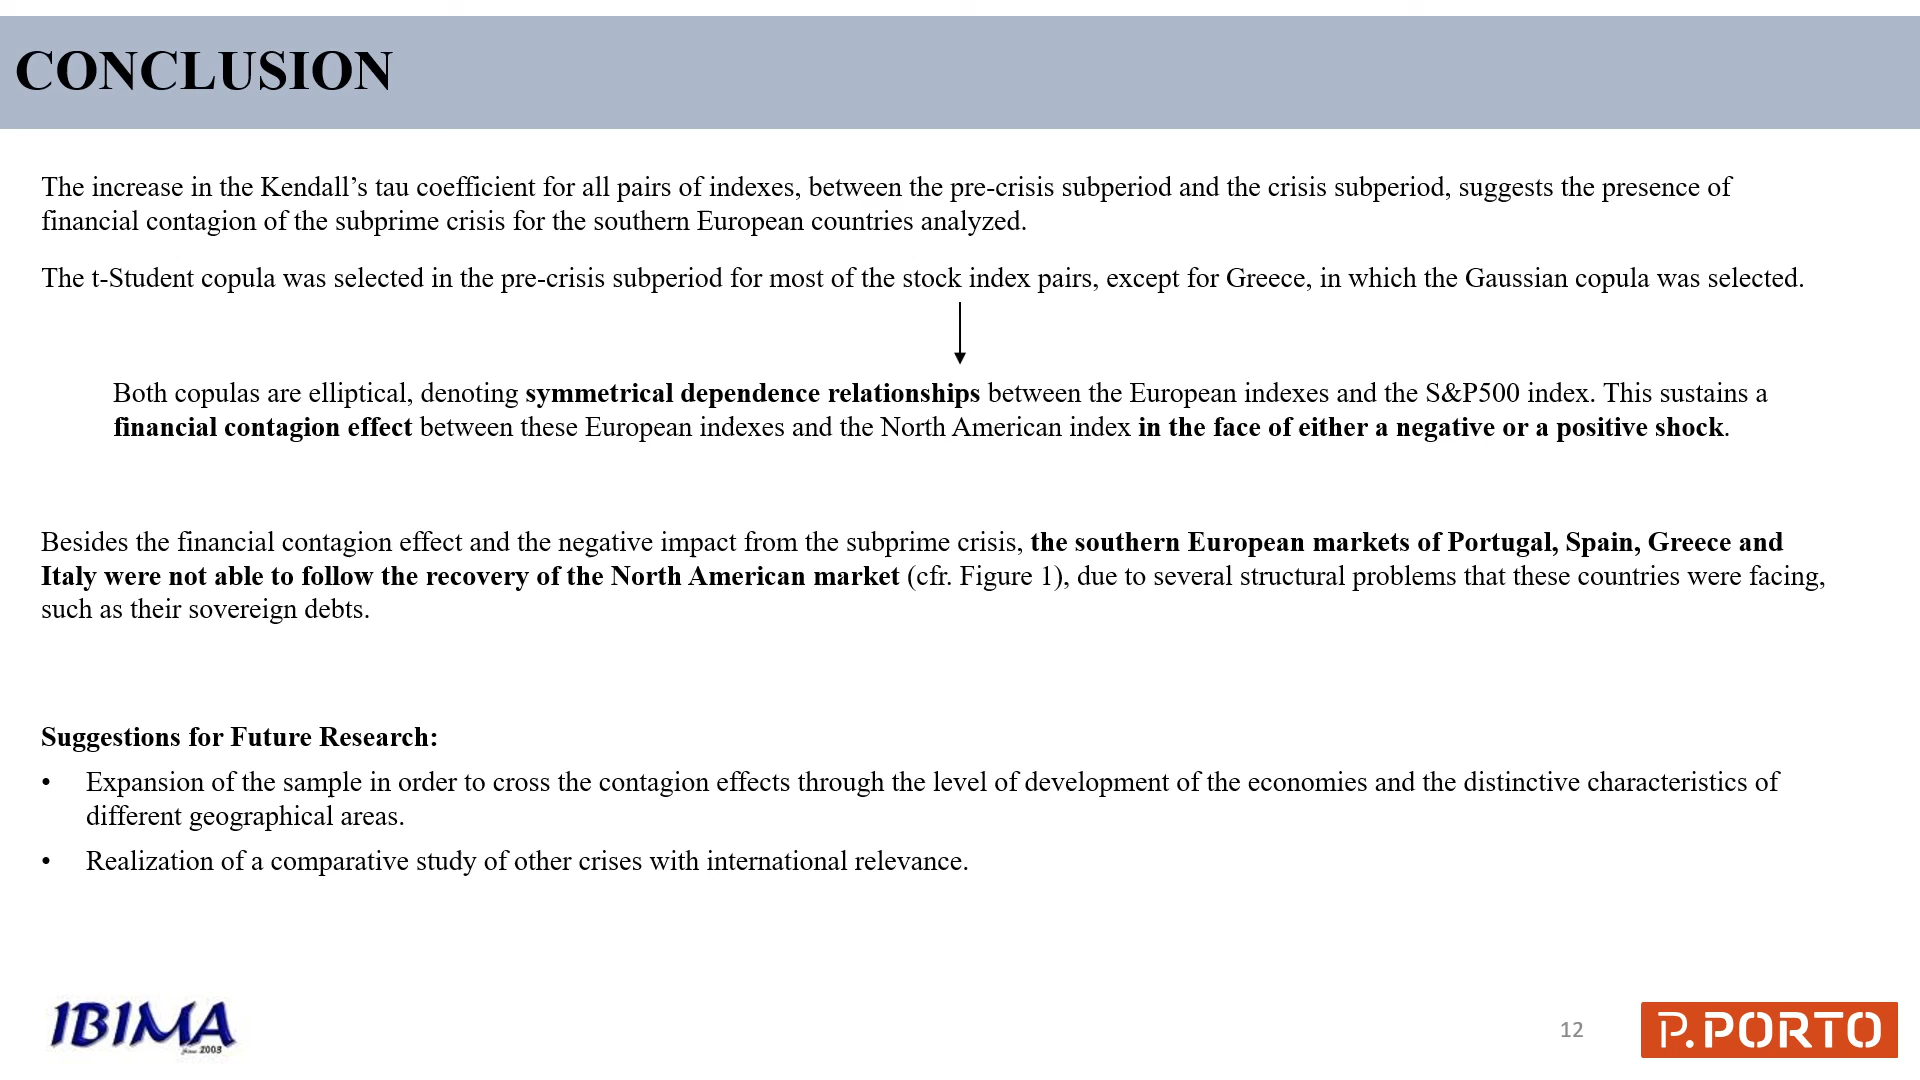 CONCLUSION
The increase in the Kendall’s tau coefficient for all pairs of indexes, between the pre-crisis subperiod and the crisis subperiod, suggests the presence of
financial contagion of the subprime crisis for the southern European countries analyzed.
The t-Student copula was selected in the pre-crisis subperiod for most of the stock index pairs, except for Greece, in which the Gaussian copula was selected.
Both copulas are elliptical, denoting symmetrical dependence relationships between the European indexes and the S&P500 index. This sustains a
financial contagion effect between these European indexes and the North American index in the face of either a negative or a positive shock.
Besides the financial contagion effect and the negative impact from the subprime crisis, the southern European markets of Portugal, Spain, Greece and
Italy were not able to follow the recovery of the North American market (cfr. Figure 1), due to several structural problems that these countries were facing,
such as their sovereign debts.
Suggestions for Future Research:
• Expansion of the sample in order to cross the contagion effects through the level of development of the economies and the distinctive characteristics of
different geographical areas.
• Realization of a comparative study of other crises with international relevance.
IBIMA
Since 2003
12
P.PORTO